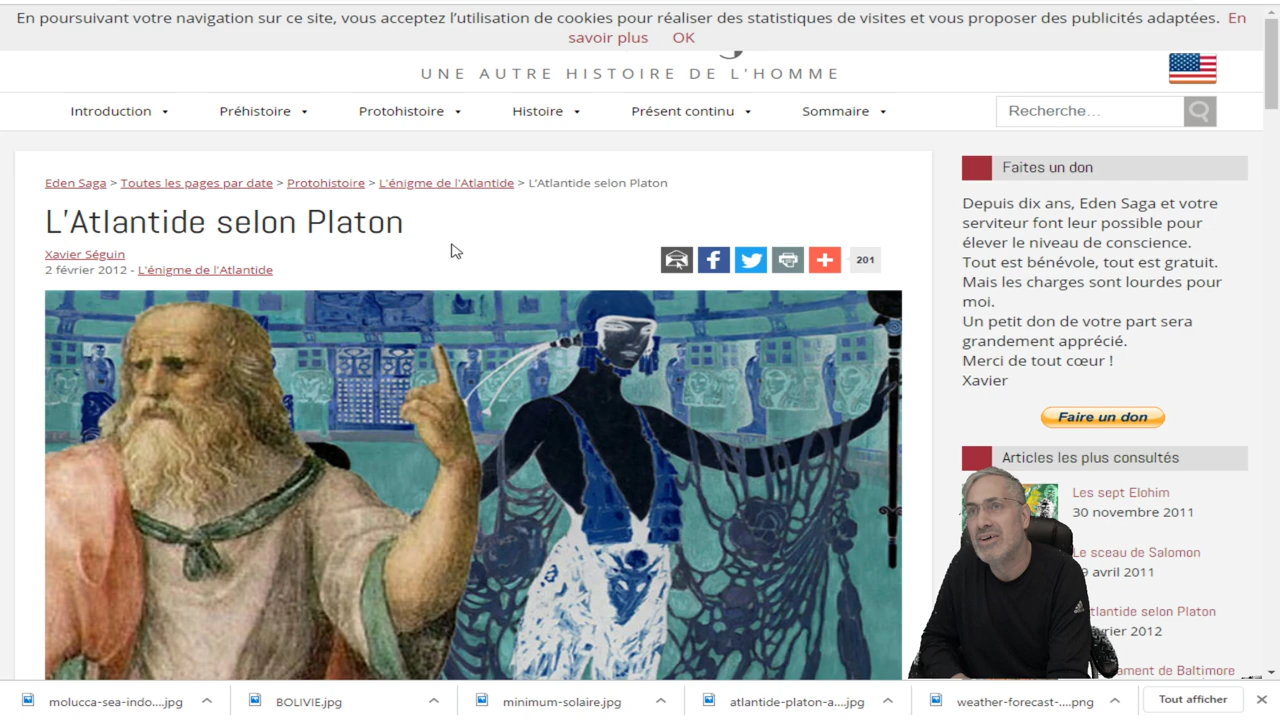 En poursuivant votre navigation sur ce site, vous acceptez l'utilisation de cookies pour réaliser des statistiques de visites et vous proposer des publicités adaptées. En
savoir plus OK
UNE AUTRE HISTOIRE DE L'HOMME
Introduction Préhistoire Protohistoire Histoire Présent continu Sommaire Recherche…
Eden Saga > Toutes les pages par date > Protohistoire > L'énigme de l'Atlantide > L'Atlantide selon Platon
L'Atlantide selon Platon
Xavier Séguin
2 février 2012 - L'énigme de l'Atlantide
201
Faites un don
Depuis dix ans, Eden Saga et votre
serviteur font leur possible pour
élever le niveau de conscience.
Tout est bénévole, tout est gratuit.
Mais les charges sont lourdes pour
moi.
Un petit don de votre part sera
grandement apprécié.
Merci de tout cœur !
Xavier
Faire un don
Articles les plus consultés
Les sept Elohim
30 novembre 2011
Le sceau de Salomon
avril 2011
selon Platon
2012
de Baltimore
molucca-sea-indo....jpg
BOLIVIE.jpg
minimum-solaire.jpg
atlantide-platon-a....jpg
weather-forecast-....png
Tout afficher